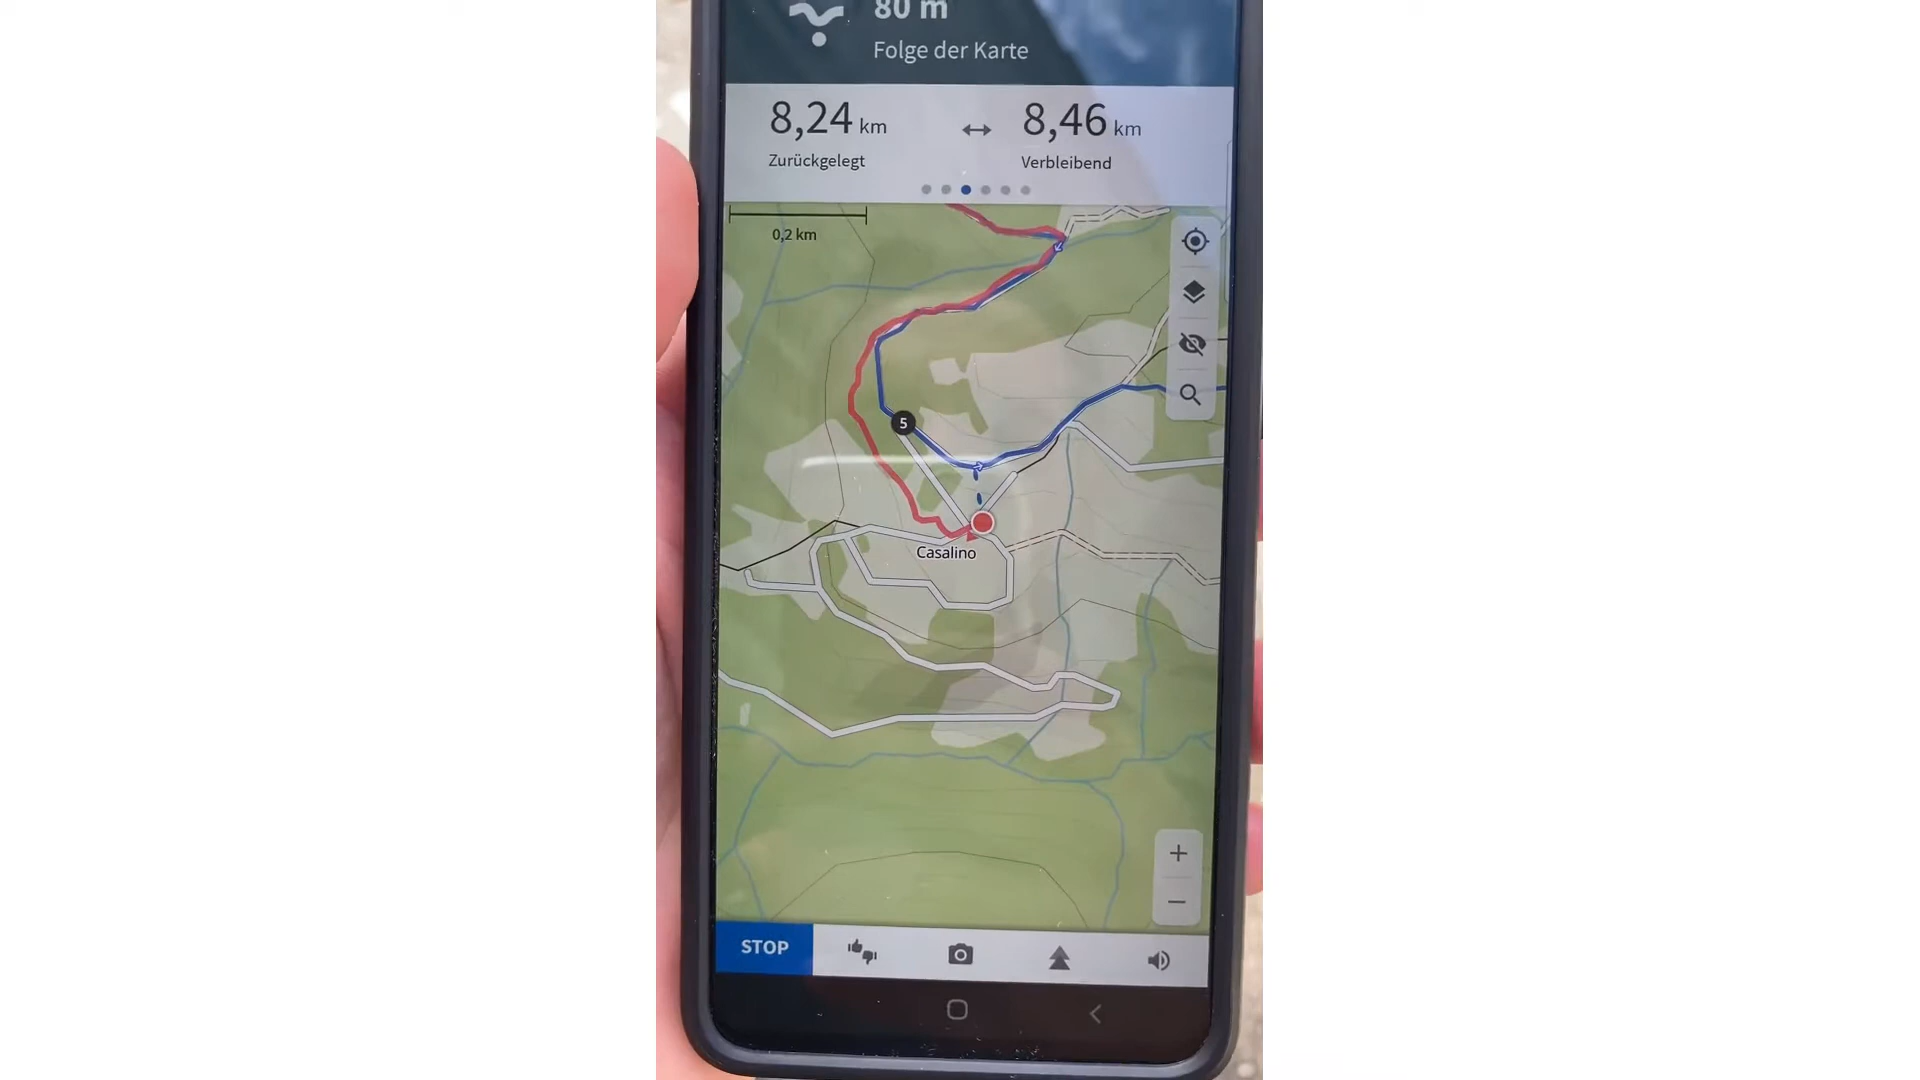 80 m
Folge der Karte
8,24 km
8,46 km
Zurückgelegt
Verbleibend
0,2 km
5
Casalino
STOP